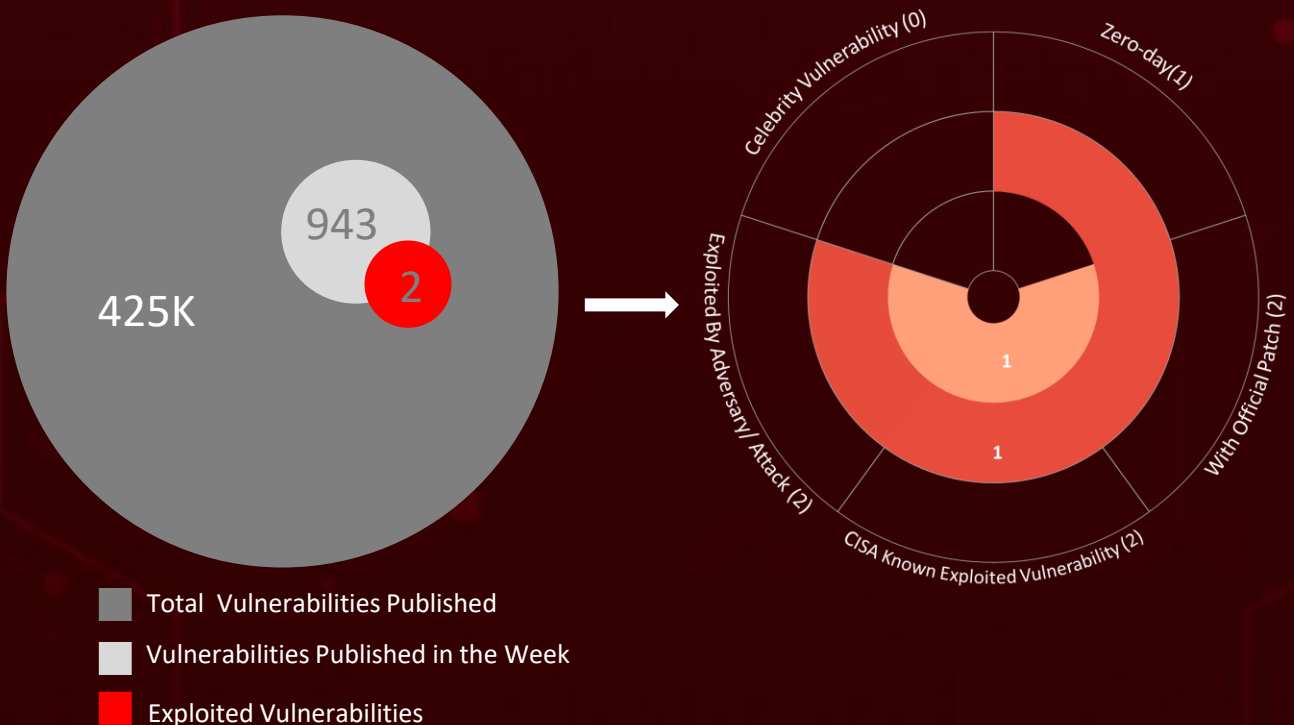 425K
943
2
Total Vulnerabilities Published
Vulnerabilities Published in the Week
Exploited Vulnerabilities
Celebrity Vulnerability (0)
Zero-day(1)
With Official Patch (2)
CISA Known Exploited Vulnerability (2)
Exploited By Adversary/ Attack (2)
1
1